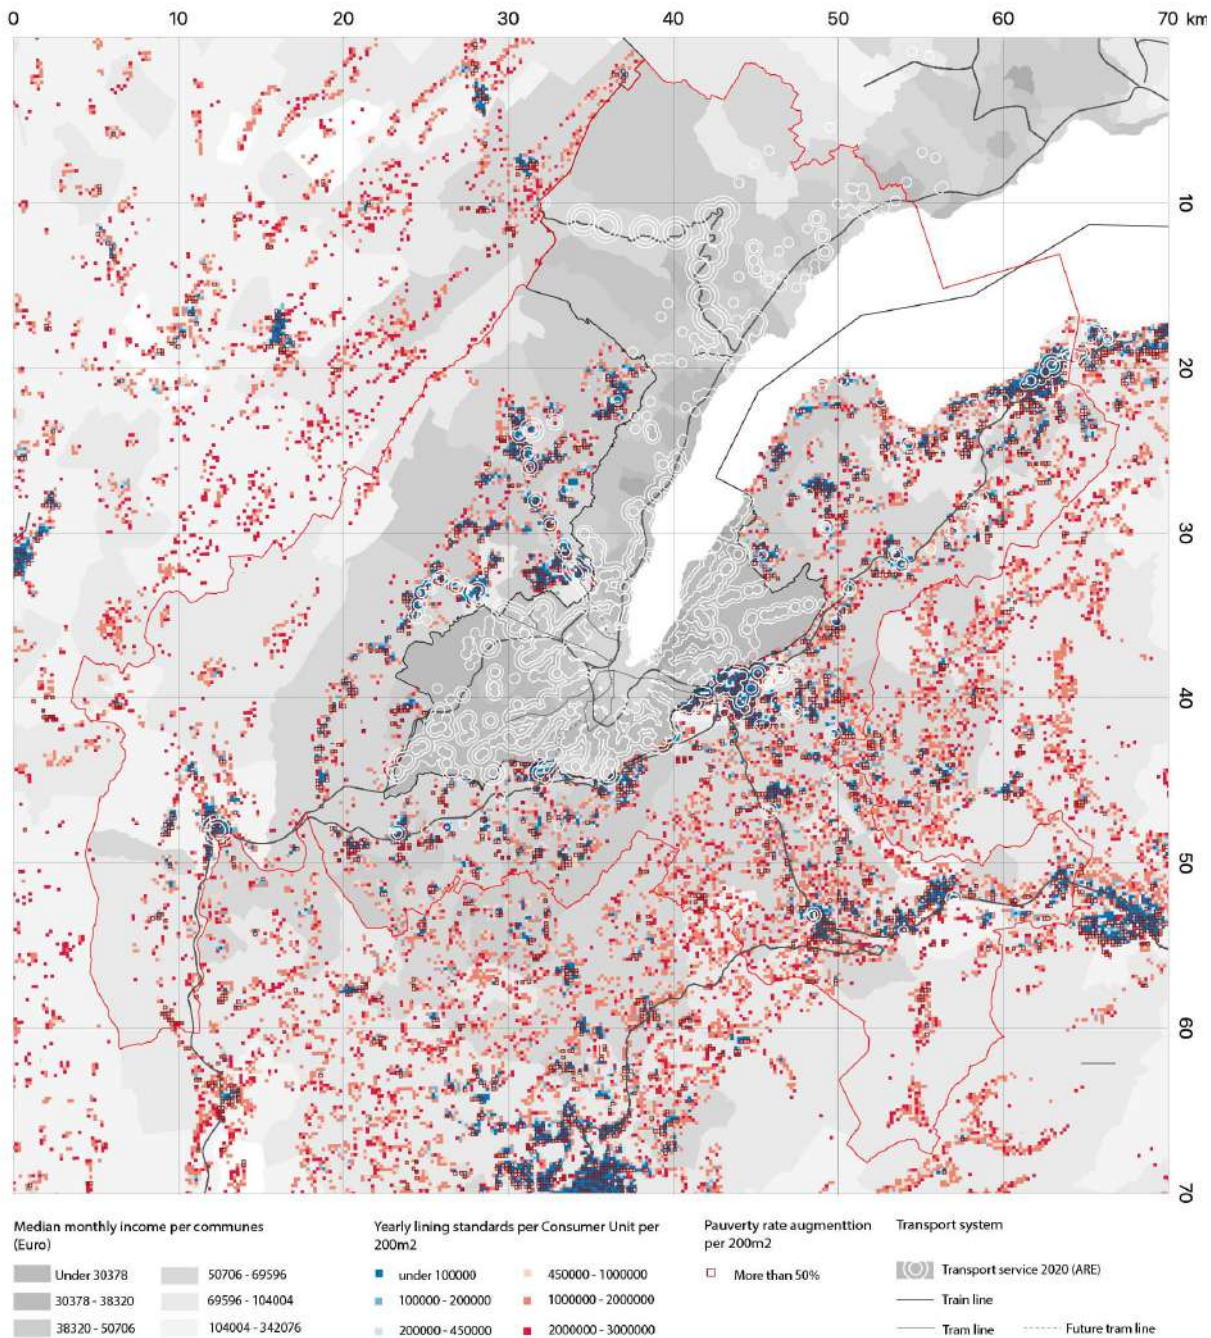 0 10 20 30 40 50 60 70 km
10
20
30
40
50
60
70
Median monthly income per communes
(Euro)
Under 30378
30378 - 38320
38320 - 50706
50706 - 69596
69596 - 104004
104004 - 342076
Yearly lining standards per Consumer Unit per
200m2
under 100000
100000 - 200000
200000 - 450000
450000 - 1000000
1000000 - 2000000
2000000 - 3000000
Pauverty rate augmenttion
per 200m2
More than 50%
Transport system
Transport service 2020 (ARE)
Train line
Tram line
Future tram line